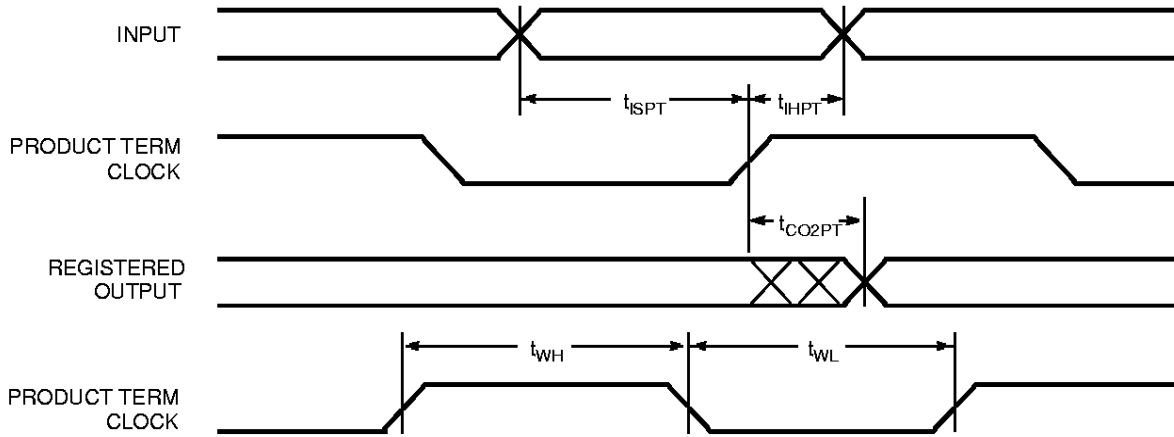 INPUT
tISPT
tIHPT
PRODUCT TERM
CLOCK
tCO2PT
REGISTERED
OUTPUT
tWH
tWL
PRODUCT TERM
CLOCK